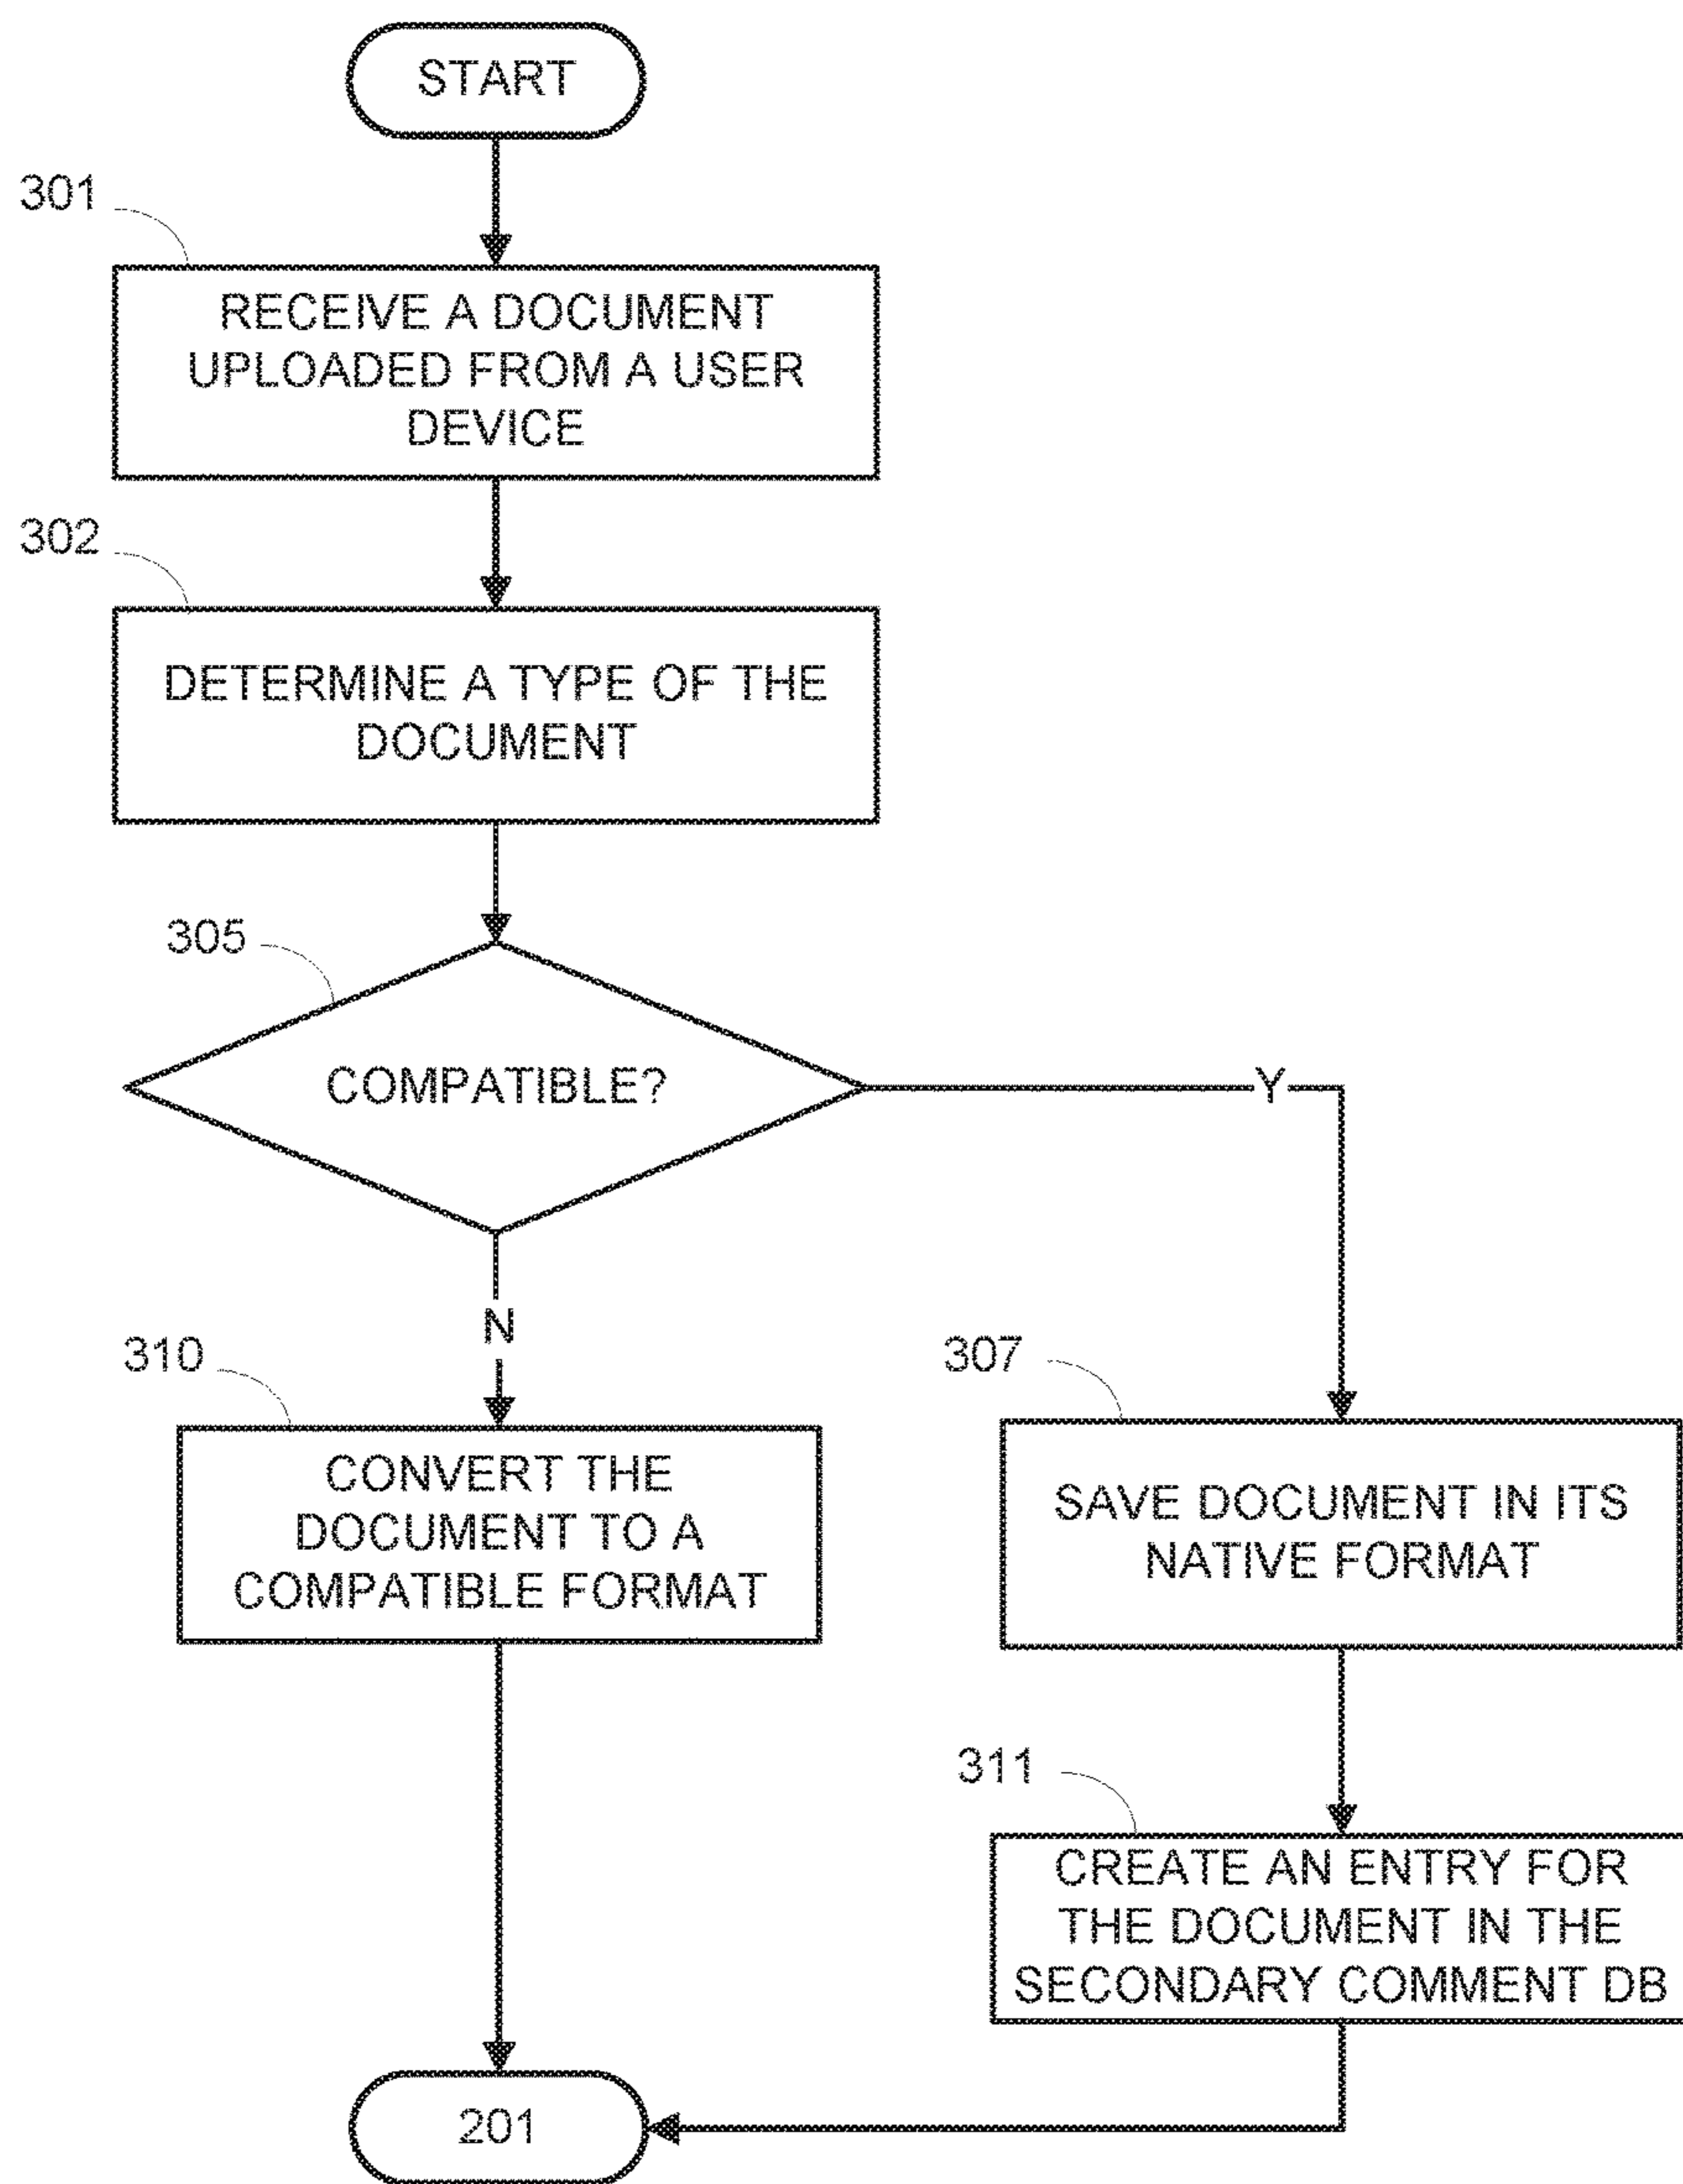 START
301
RECEIVE A DOCUMENT
UPLOADED FROM A USER
DEVICE
302
DETERMINE A TYPE OF THE
DOCUMENT
305
COMPATIBLE?
Y
N
310
CONVERT THE
DOCUMENT TO A
COMPATIBLE FORMAT
307
SAVE DOCUMENT IN ITS
NATIVE FORMAT
311
CREATE AN ENTRY FOR
THE DOCUMENT IN THE
SECONDARY COMMENT DB
201